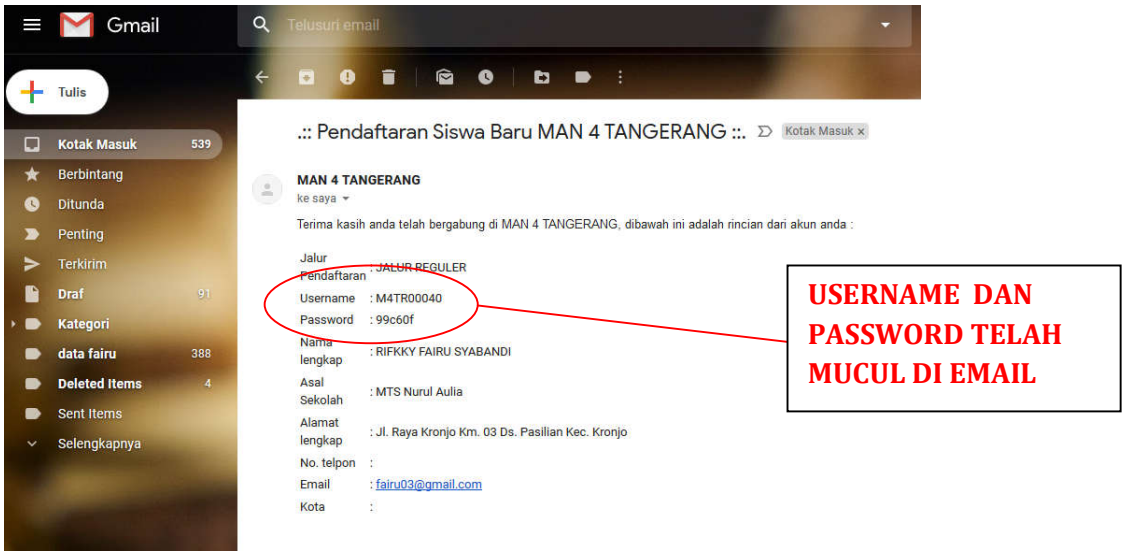 Gmail
Telusuri email
Tulis
Kotak Masuk 539
Berbintang
Ditunda
Penting
Terkirim
Draf 91
Kategori
data fairu 388
Deleted Items 4
Sent Items
Selengkapnya
.:: Pendaftaran Siswa Baru MAN 4 TANGERANG ::. Kotak Masuk x
MAN 4 TANGERANG
ke saya
Terima kasih anda telah bergabung di MAN 4 TANGERANG, dibawah ini adalah rincian dari akun anda :
Jalur
Pendaftaran : JALUR REGULER
Username : M4TR00040
Password : 99c60f
Nama
lengkap : RIFKKY FAIRU SYABANDI
Asal
Sekolah : MTS Nurul Aulia
Alamat
lengkap : Jl. Raya Kronjo Km. 03 Ds. Pasilian Kec. Kronjo
No. telpon :
Email : fairu03@gmail.com
Kota :
USERNAME DAN
PASSWORD TELAH
MUCUL DI EMAIL